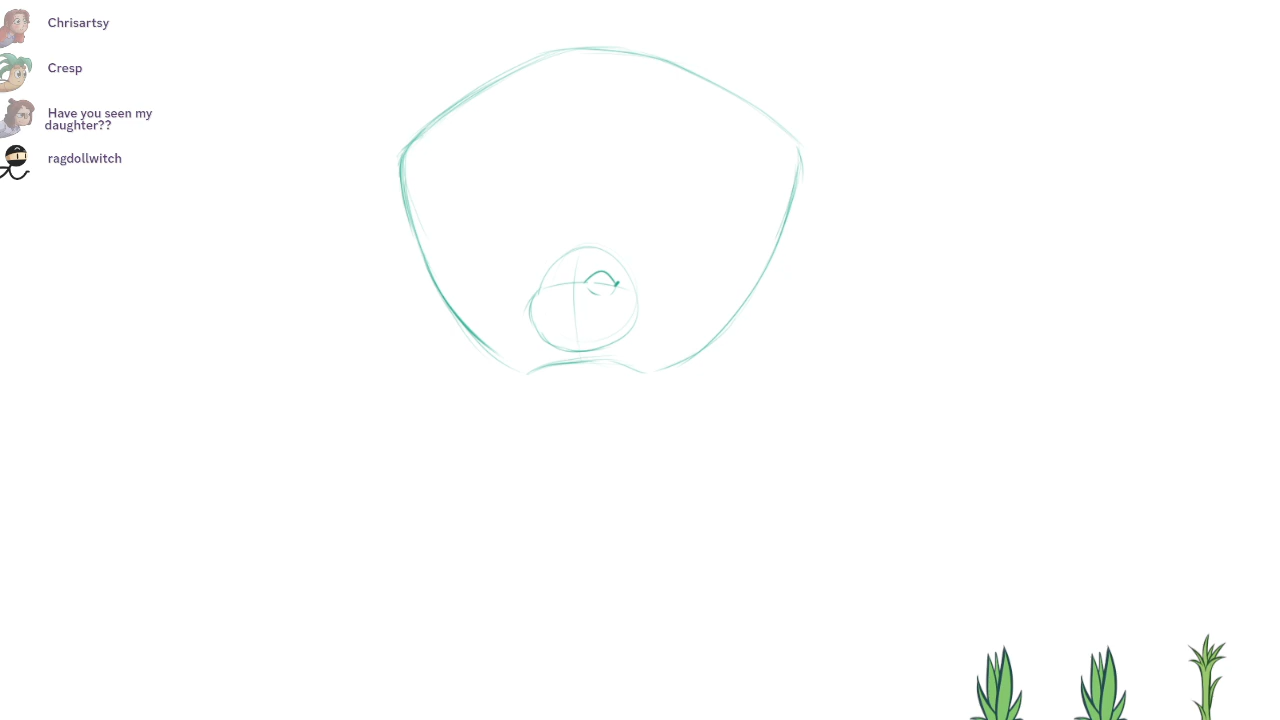 Chrisartsy
Cresp
Have you seen my
daughter??
ragdollwitch